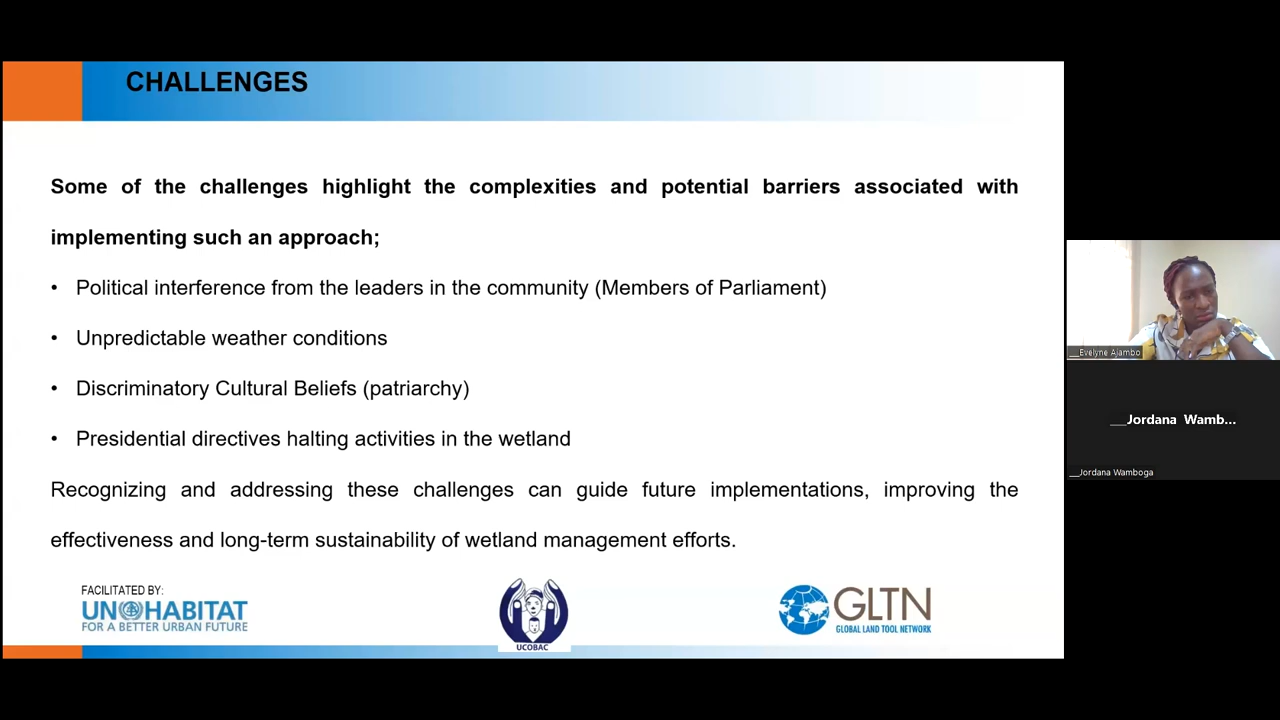 CHALLENGES
Some of the challenges highlight the complexities and potential barriers associated with
implementing such an approach;
• Political interference from the leaders in the community (Members of Parliament)
• Unpredictable weather conditions
• Discriminatory Cultural Beliefs (patriarchy)
• Presidential directives halting activities in the wetland
Recognizing and addressing these challenges can guide future implementations, improving the
effectiveness and long-term sustainability of wetland management efforts.
FACILITATED BY:
UN HABITAT
FOR A BETTER URBAN FUTURE
UCOBAC
GLTN
GLOBAL LAND TOOL NETWORK
__Evelyne Ajambo
__Jordana Wamb...
__Jordana Wamboga